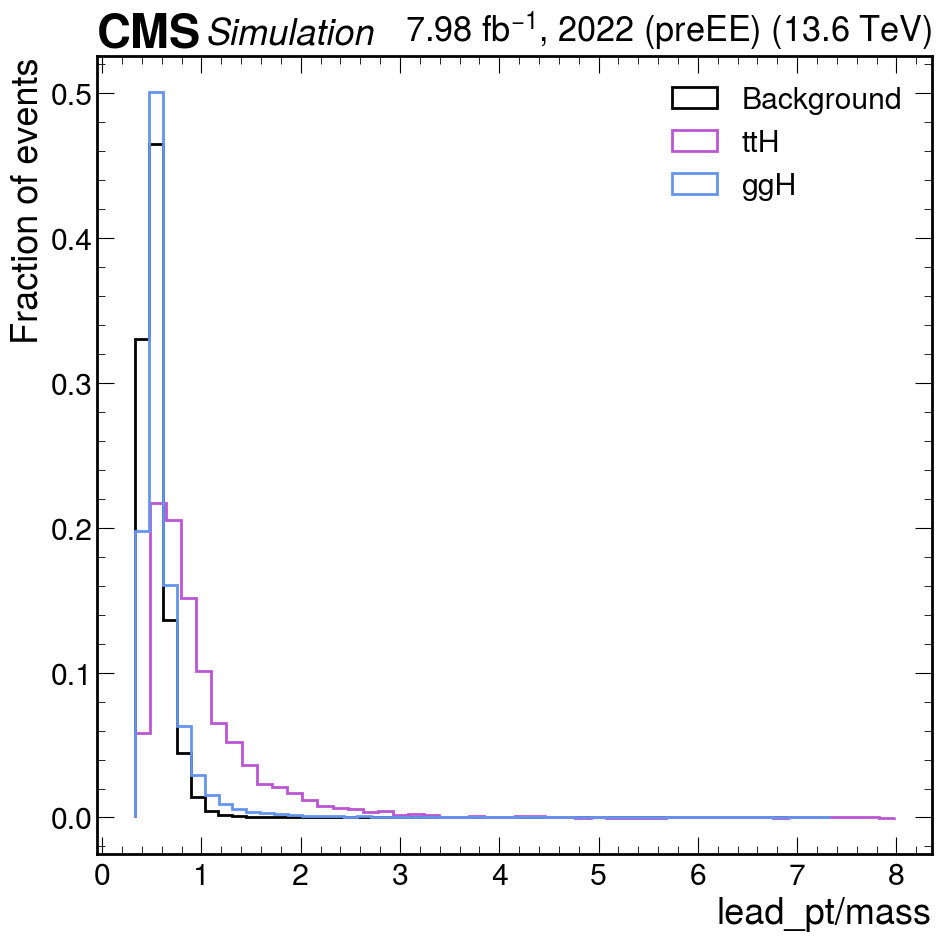 CMS Simulation 7.98 fb⁻¹, 2022 (preEE) (13.6 TeV)
Fraction of events
Background
ttH
ggH
0.5
0.4
0.3
0.2
0.1
0.0
0 1 2 3 4 5 6 7 8
lead_pt/mass